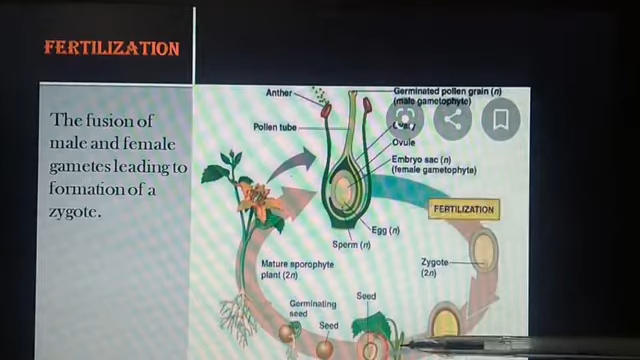 FERTILIZATION
The fusion of
male and female
gametes leading to
formation of a
zygote.
Anther
Germinated pollen grain (n)
(male gametophyte)
Pollen tube
Ovary
Ovule
Embryo sac (n)
(female gametophyte)
FERTILIZATION
Egg (n)
Sperm (n)
Mature sporophyte
plant (2n)
Zygote
(2n)
Seed
Germinating
seed
Seed